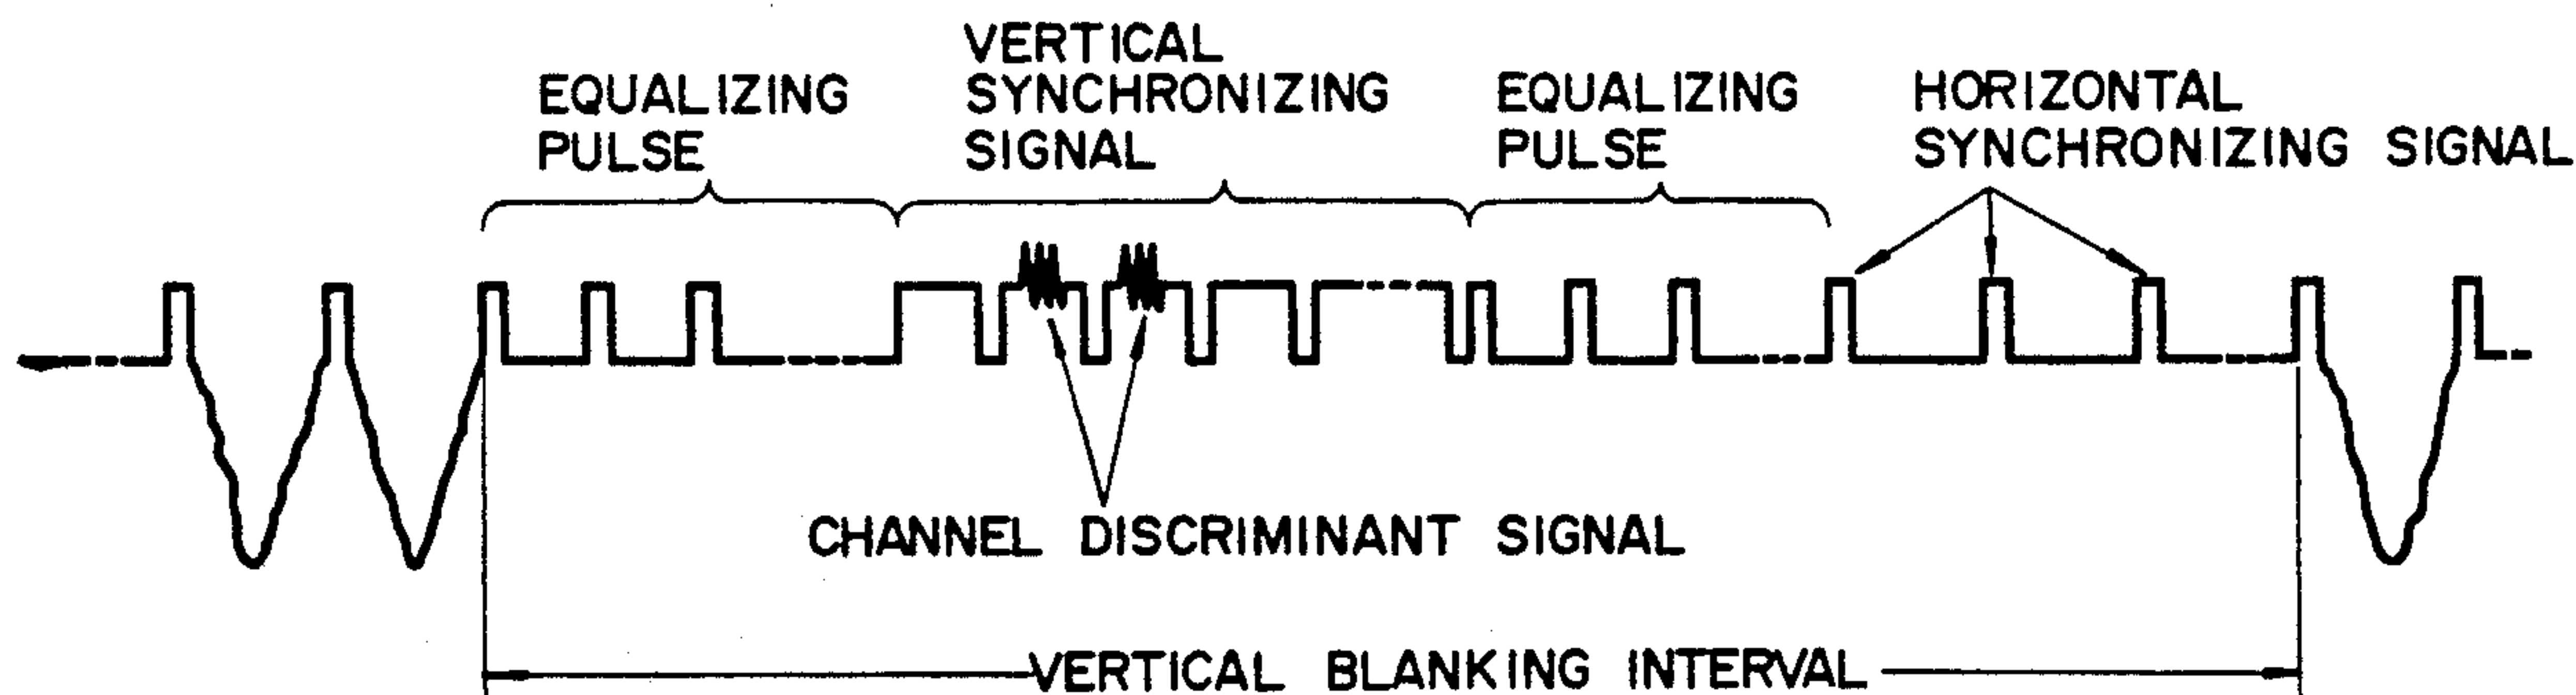 EQUALIZING
PULSE
VERTICAL
SYNCHRONIZING
SIGNAL
EQUALIZING
PULSE
HORIZONTAL
SYNCHRONIZING SIGNAL
CHANNEL DISCRIMINANT SIGNAL
VERTICAL BLANKING INTERVAL